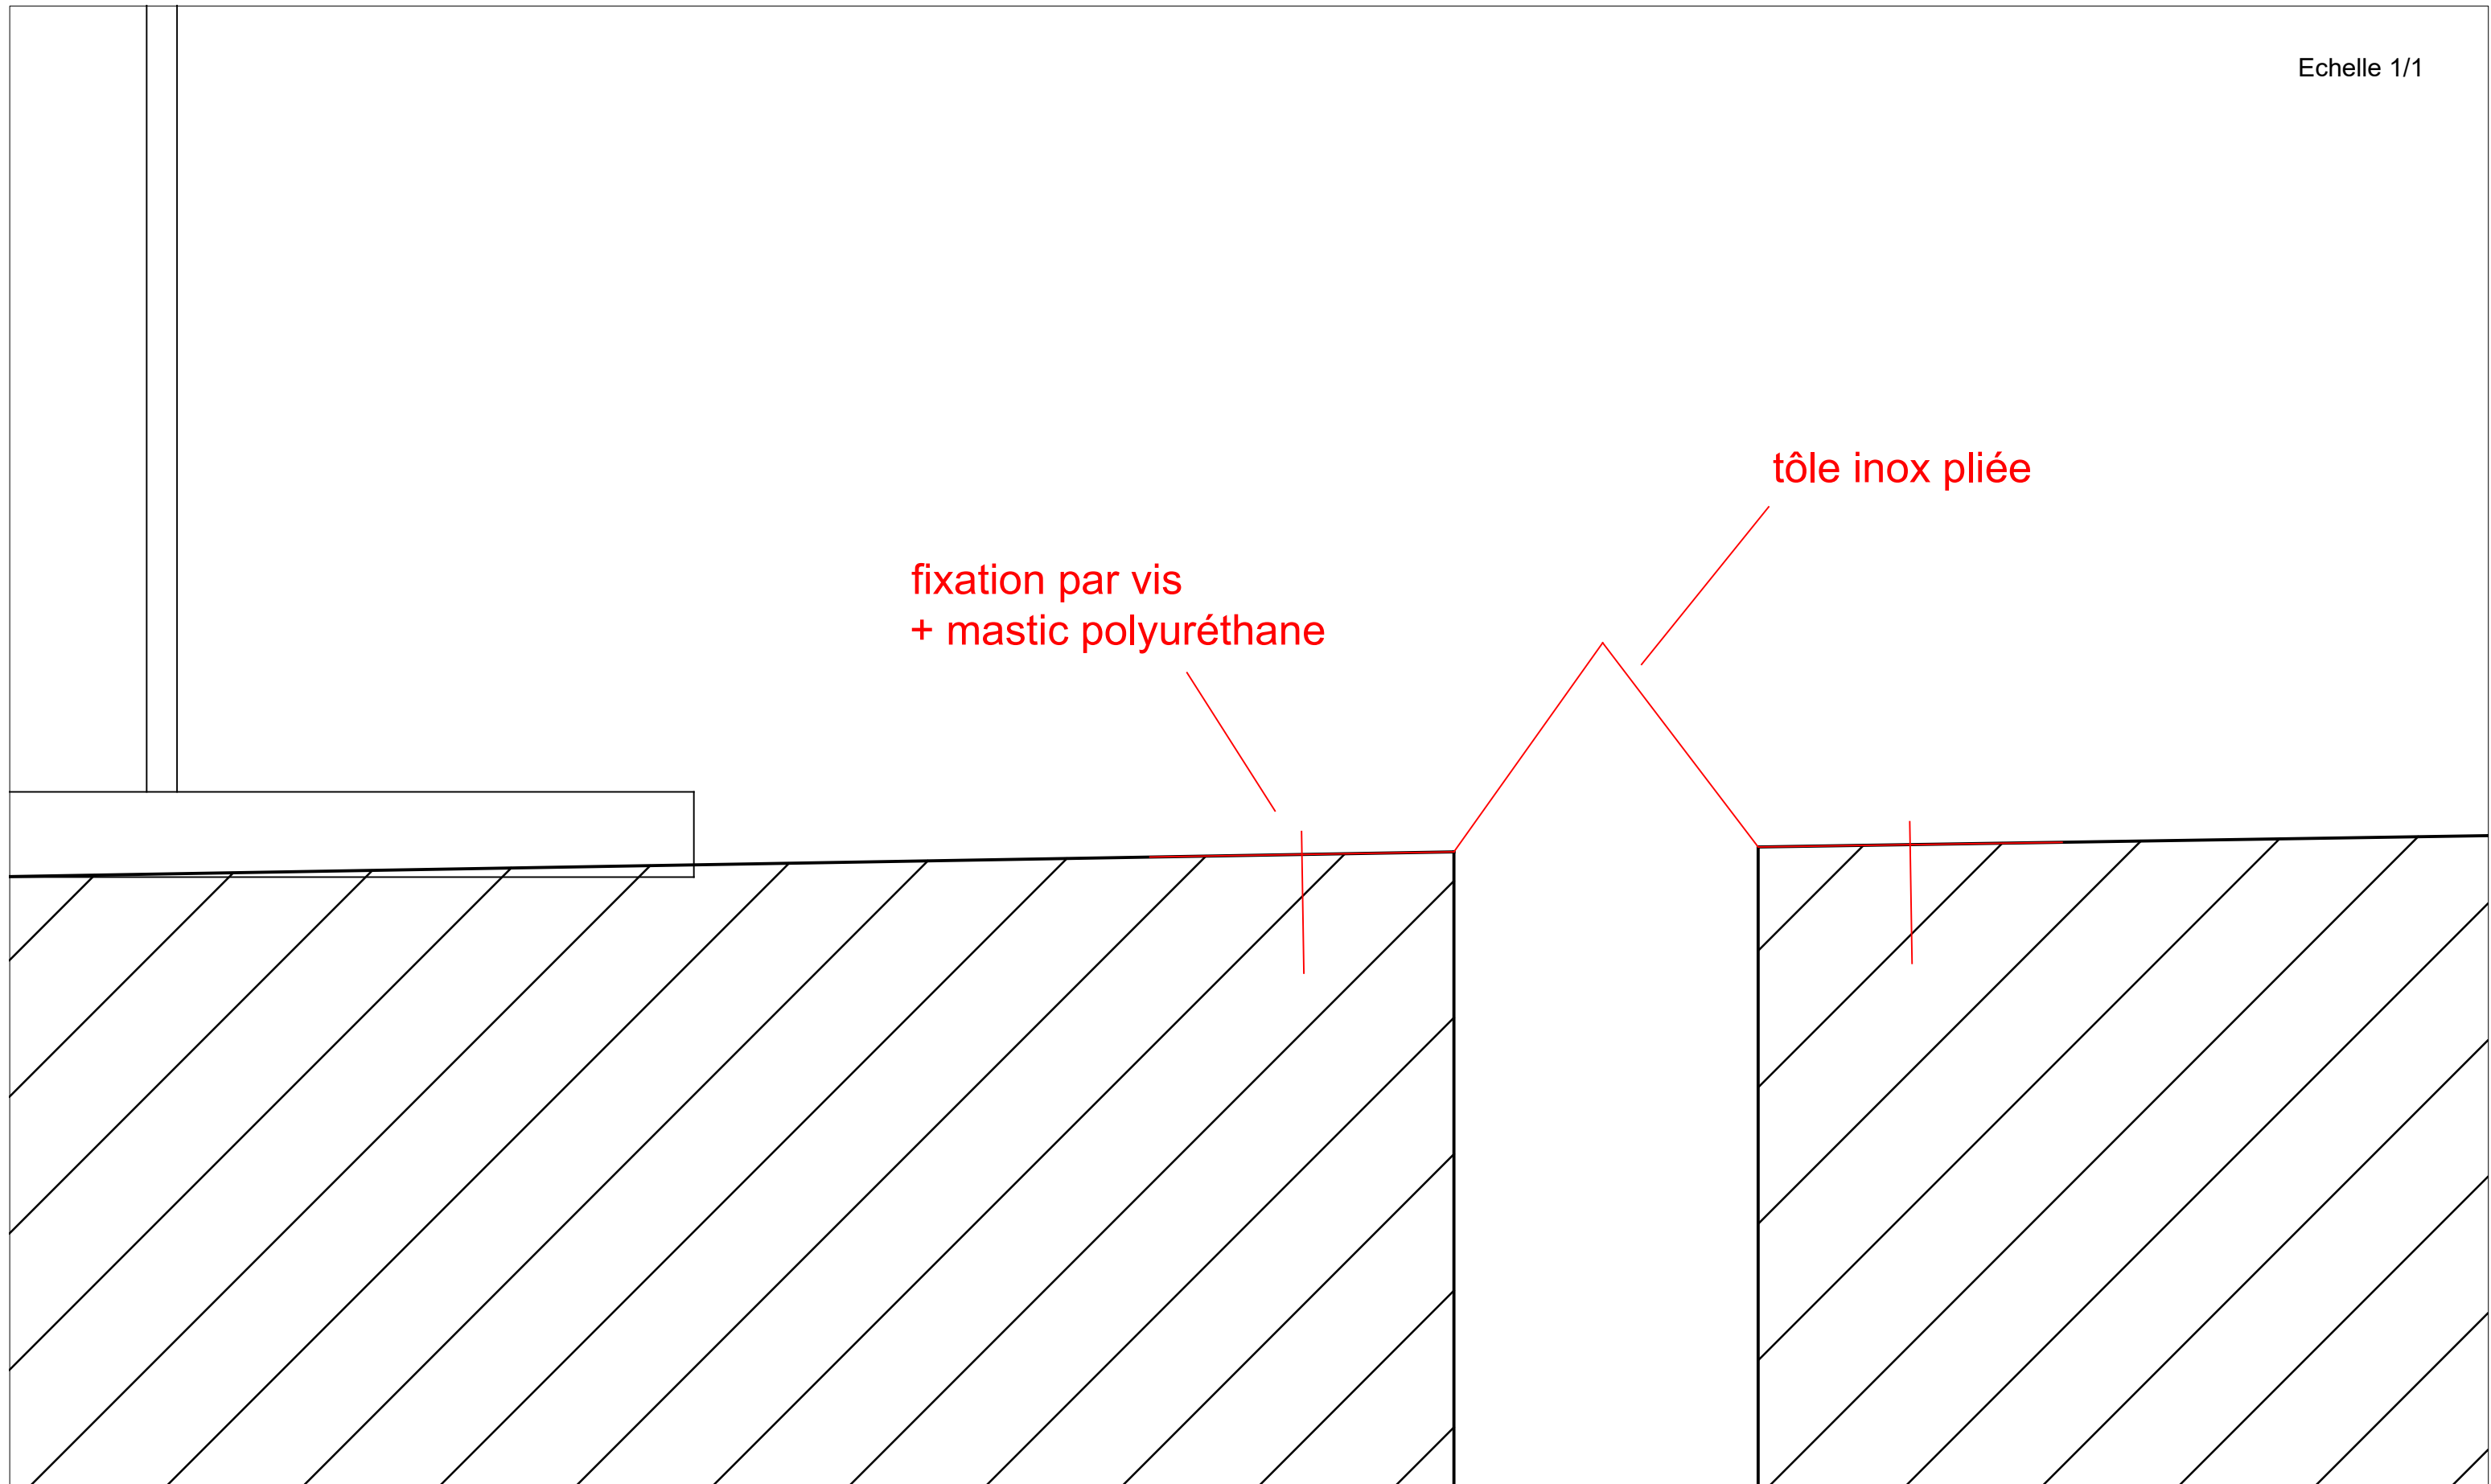 Echelle 1/1
tôle inox pliée
fixation par vis
+ mastic polyuréthane